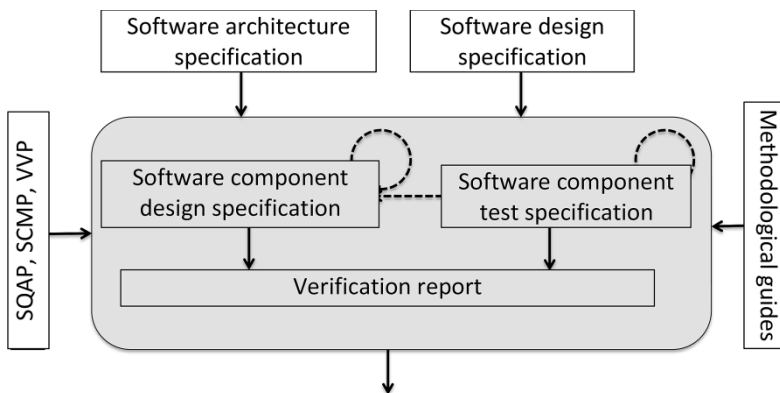 Software architecture
specification
Software design
specification
SQAP, SCMP, VVP
Software component
design specification
Software component
test specification
Methodological
guides
Verification report